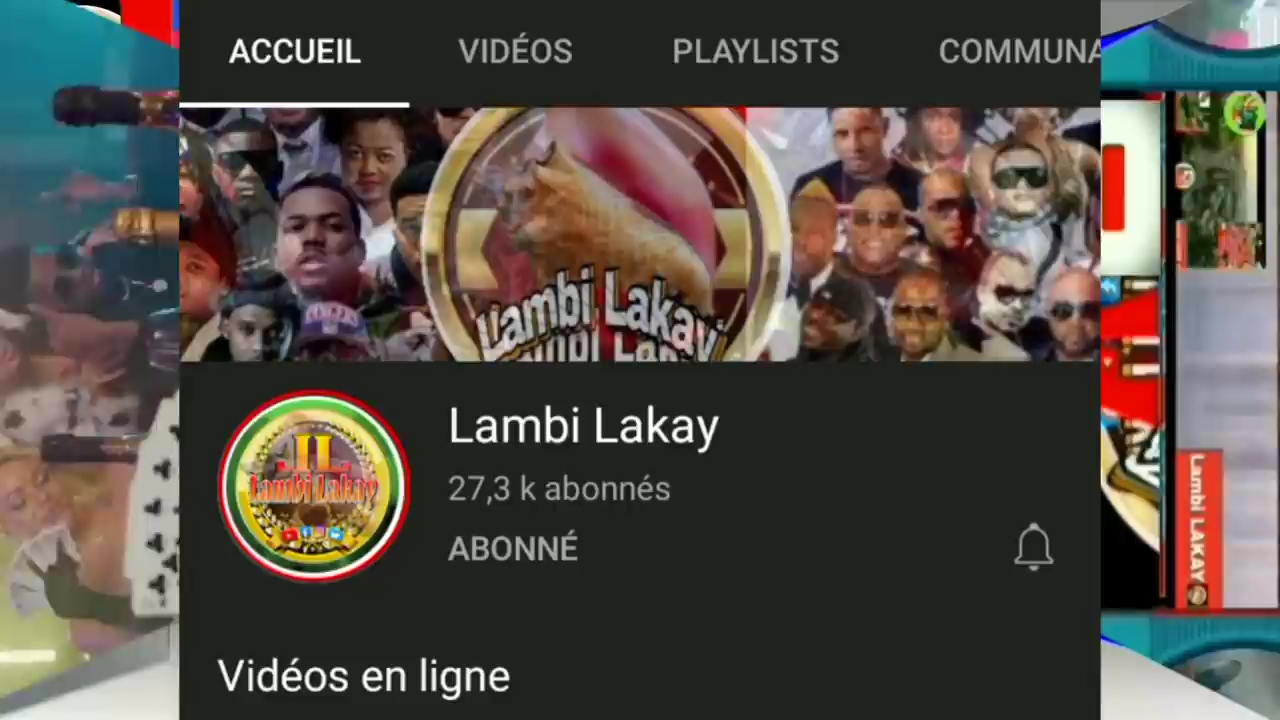 ACCUEIL VIDÉOS PLAYLISTS COMMUNA
Lambi Lakay
JL
Lambi Lakay
Lambi Lakay
27,3 k abonnés
ABONNÉ
Vidéos en ligne
Lambi LAKAY